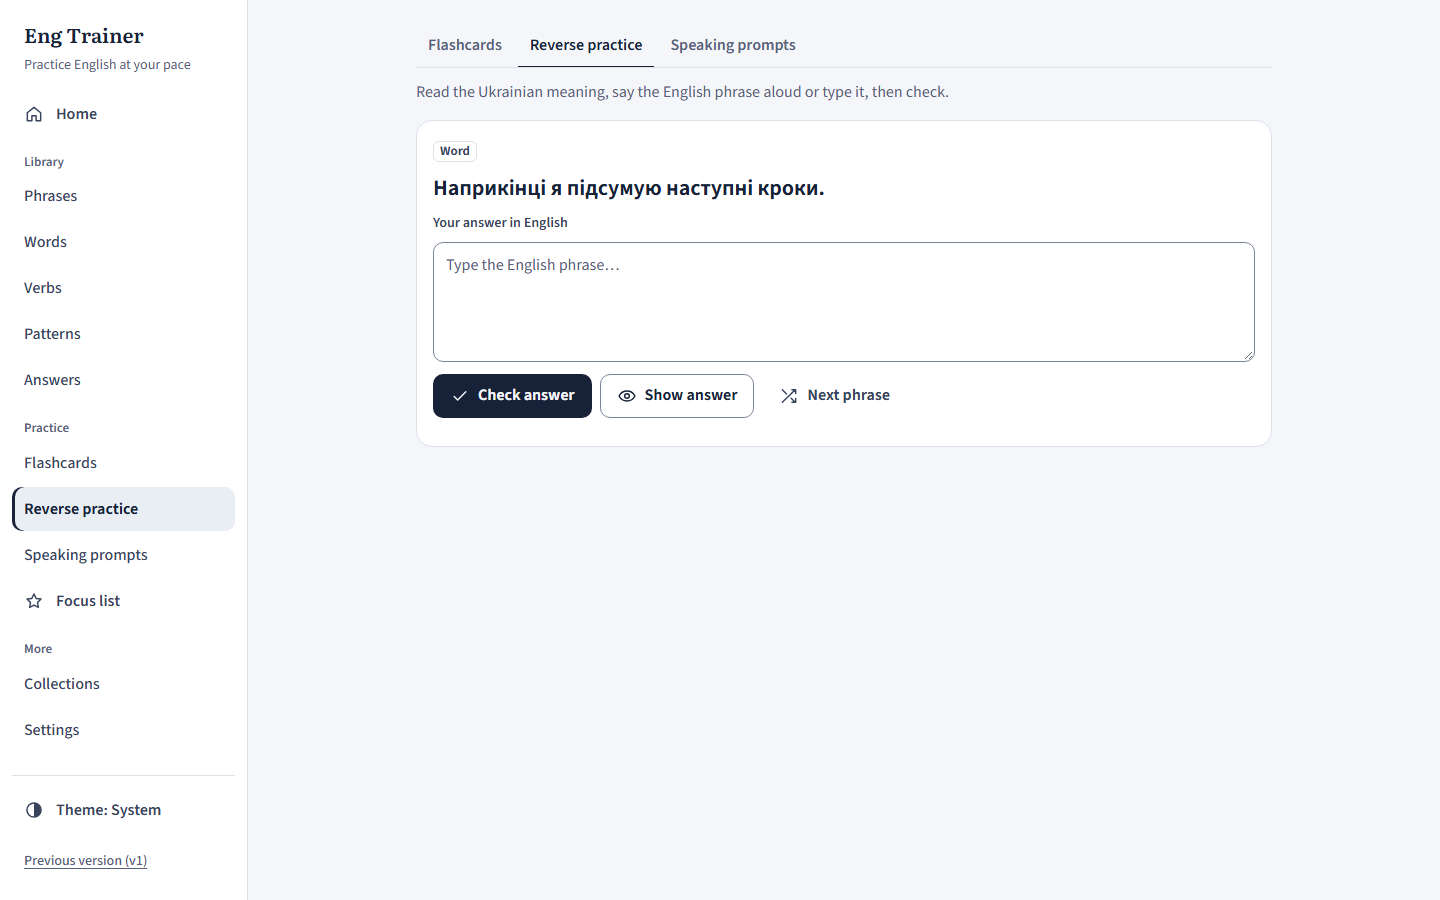 Eng Trainer
Practice English at your pace
Home
Library
Phrases
Words
Verbs
Patterns
Answers
Practice
Flashcards
Reverse practice
Speaking prompts
Focus list
More
Collections
Settings
Theme: System
Previous version (v1)
Flashcards Reverse practice Speaking prompts
Read the Ukrainian meaning, say the English phrase aloud or type it, then check.
Word
Наприкінці я підсумую наступні кроки.
Your answer in English
Type the English phrase…
Check answer Show answer Next phrase